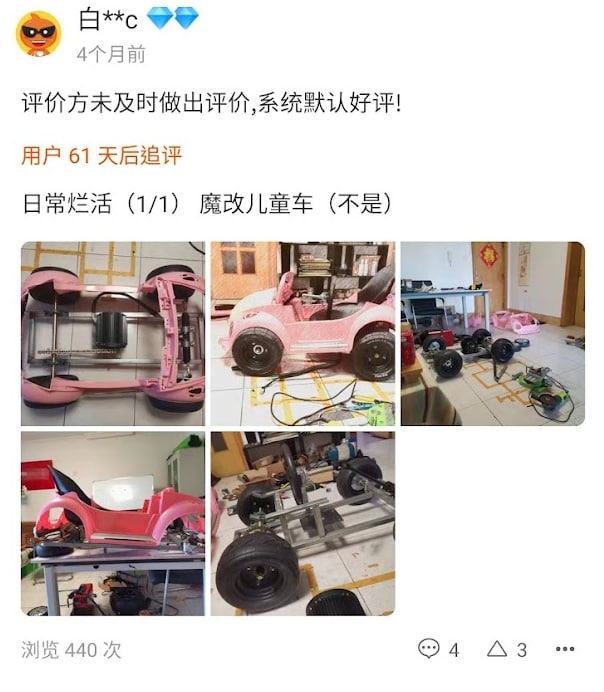 白**c
4个月前
评价方未及时做出评价,系统默认好评!
用户 61 天后追评
日常烂活（1/1） 魔改儿童车（不是）
浏览 440 次
4
3